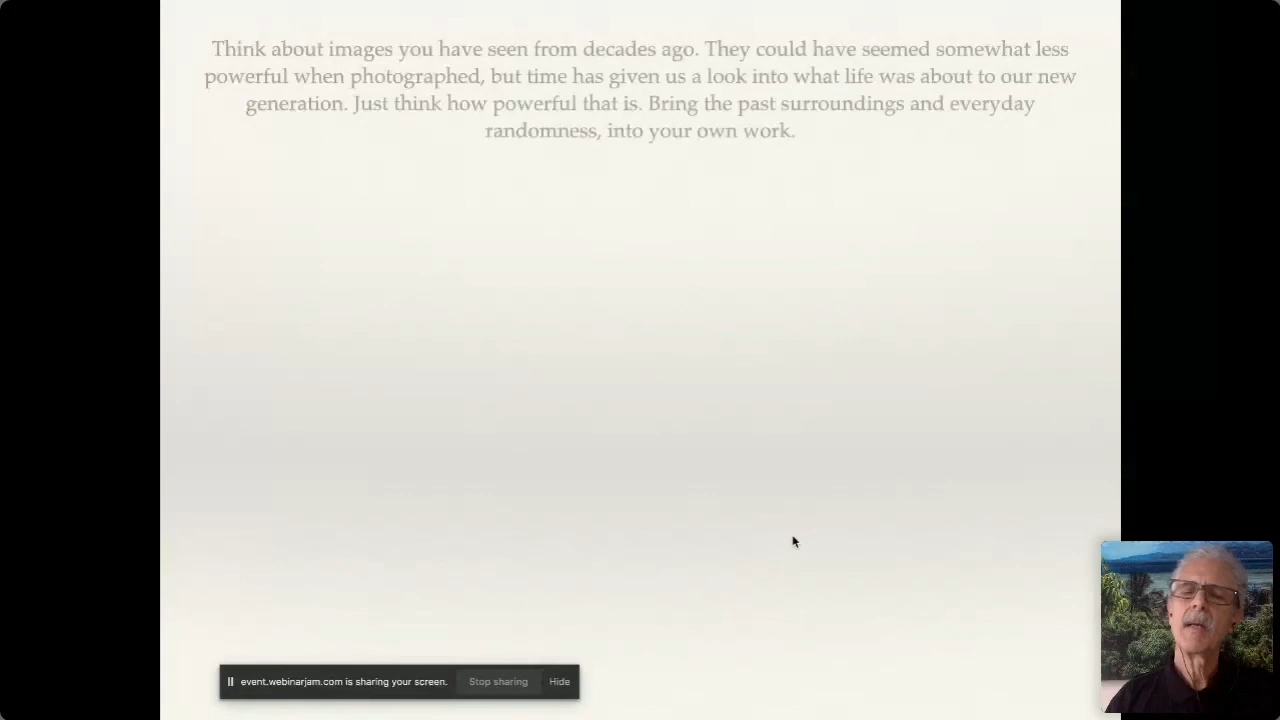 Think about images you have seen from decades ago. They could have seemed somewhat less
powerful when photographed, but time has given us a look into what life was about to our new
generation. Just think how powerful that is. Bring the past surroundings and everyday
randomness, into your own work.
event.webinarjam.com is sharing your screen. Stop sharing Hide